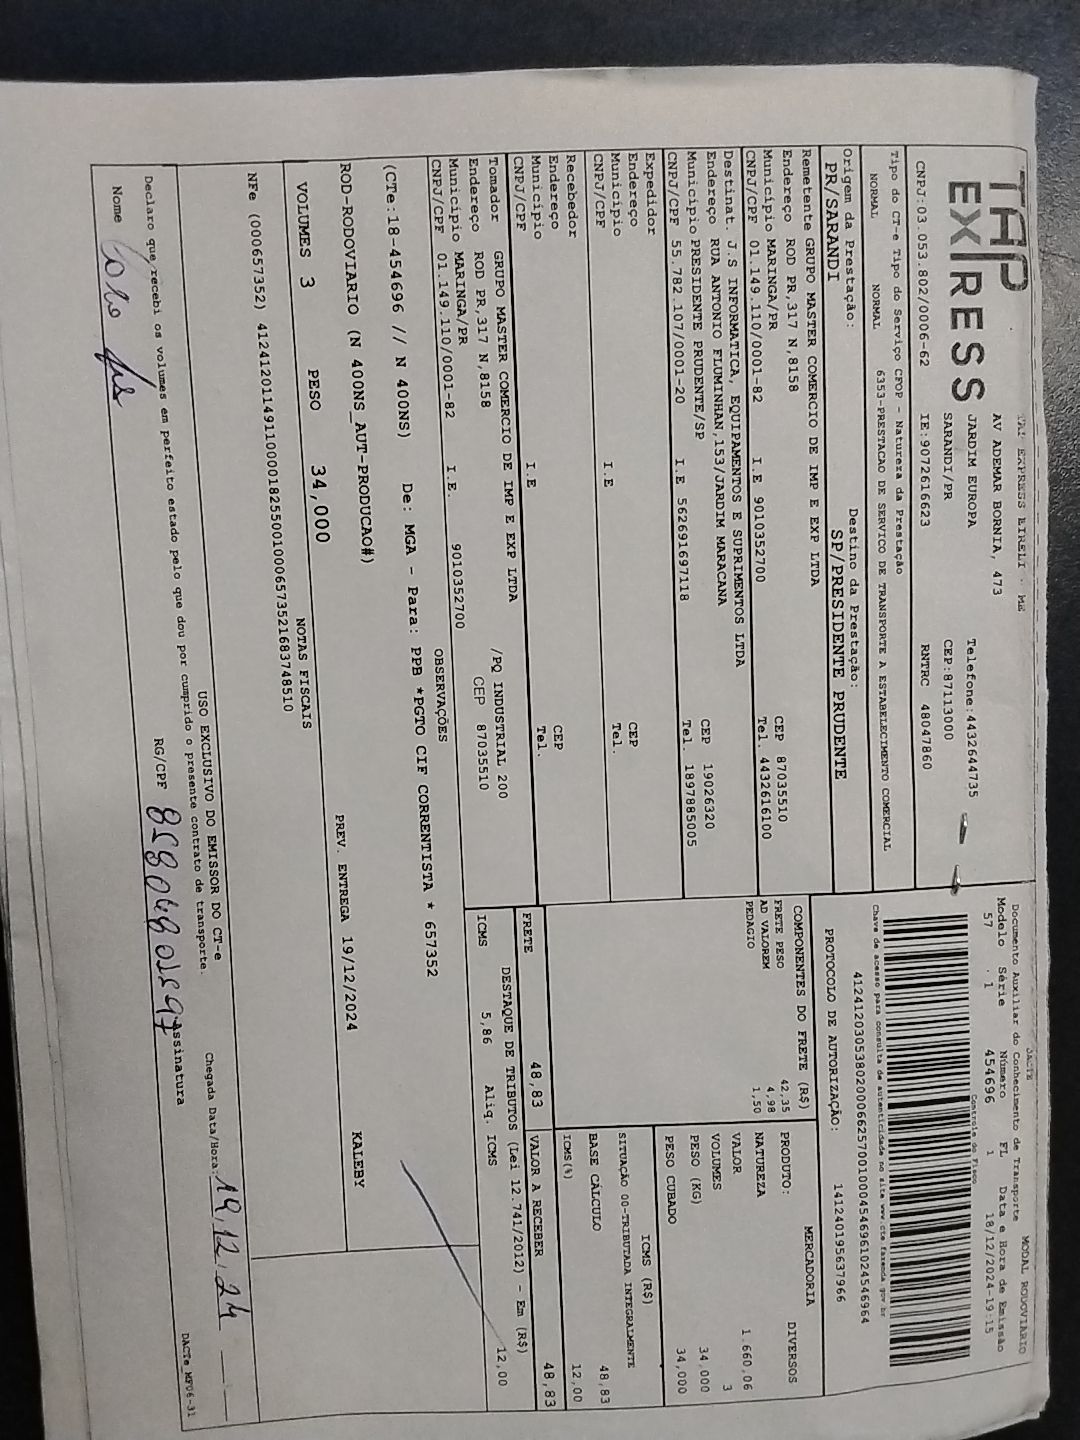 TAP
EXPRESS
TAP EXPRESS EIRELI - ME
AV ADEMAR BORNIA, 473
JARDIM EUROPA
SARANDI/PR
Telefone:4432644735
CEP:87113000
CNPJ:03.053.802/0006-62
IE:9072616623
RNTRC 48047860
Tipo do CT-e Tipo do Serviço CFOP - Natureza da Prestação
NORMAL NORMAL 6353-PRESTACAO DE SERVICO DE TRANSPORTE A ESTABELECIMENTO COMERCIAL
Origem da Prestação: Destino da Prestação:
PR/SARANDI SP/PRESIDENTE PRUDENTE
DACTE MODAL RODOVIARIO
Documento Auxiliar do Conhecimento de Transporte
Modelo Série Número FL Data e Hora de Emissão
57 1 454696 1 18/12/2024-19:15
Controle do Fisco
Chave de acesso para consulta de autenticidade no site www.cte.fazenda.gov.br
41241203053802000662570010004546961024546964
PROTOCOLO DE AUTORIZAÇÃO: 141240195637966
Remetente GRUPO MASTER COMERCIO DE IMP E EXP LTDA
Endereço ROD PR,317 N,8158 CEP 87035510
Município MARINGA/PR Tel. 4432616100
CNPJ/CPF 01.149.110/0001-82 I.E 9010352700
Destinat. J.S INFORMATICA, EQUIPAMENTOS E SUPRIMENTOS LTDA
Endereço RUA ANTONIO FLUMINHAN,153/JARDIM MARACANA CEP 19026320
Município PRESIDENTE PRUDENTE/SP Tel. 1897885005
CNPJ/CPF 55.782.107/0001-20 I.E 562691697118
Expedidor
Endereço CEP
Município Tel.
CNPJ/CPF I.E
Recebedor
Endereço CEP
Município Tel.
CNPJ/CPF I.E
Tomador GRUPO MASTER COMERCIO DE IMP E EXP LTDA
Endereço ROD PR,317 N,8158 /PQ INDUSTRIAL 200
Município MARINGA/PR CEP 87035510
CNPJ/CPF 01.149.110/0001-82 I.E. 9010352700
COMPONENTES DO FRETE (R$)
FRETE PESO 42,35
AD VALOREM 4,98
PEDAGIO 1,50
MERCADORIA
PRODUTO: DIVERSOS
NATUREZA
VALOR 1.660,06
VOLUMES 3
PESO (KG) 34,000
PESO CUBADO 34,000
ICMS (R$)
SITUAÇÃO 00-TRIBUTADA INTEGRALMENTE
BASE CÁLCULO 48,83
ICMS(%) 12,00
FRETE 48,83 VALOR A RECEBER 48,83
DESTAQUE DE TRIBUTOS (Lei 12.741/2012) - Em (R$)
ICMS 5,86 Aliq. ICMS 12,00
OBSERVAÇÕES
(CTe:18-454696 // N 400NS) De: MGA - Para: PPB *PGTO CIF CORRENTISTA * 657352
ROD-RODOVIARIO (N 400NS_AUT-PRODUCAO#)
PREV. ENTREGA 19/12/2024 KALEBY
VOLUMES 3 PESO 34,000
NOTAS FISCAIS
NFe (000657352) 41241201149110000182550010006573521683748510
USO EXCLUSIVO DO EMISSOR DO CT-e
Declaro que recebi os volumes em perfeito estado pelo que dou por cumprido o presente contrato de transporte.
Chegada Data/Hora: 19.12.24
Nome
RG/CPF
Assinatura
DACTe_MF06-31